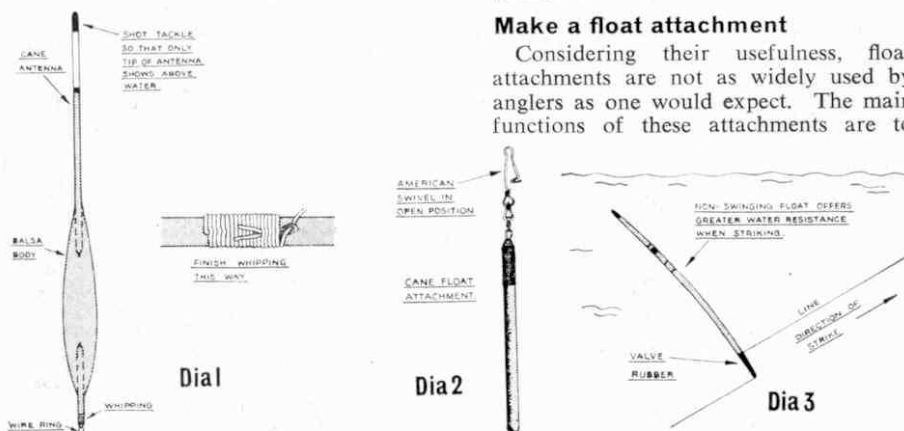 Make a float attachment
Considering their usefulness, float
attachments are not as widely used by
anglers as one would expect. The main
functions of these attachments are to
SHOT TACKLE
SO THAT ONLY
TIP OF ANTENNA
SHOWS ABOVE
WATER.
CANE
ANTENNA
BALSA
BODY
WHIPPING
WIRE RING
FINISH WHIPPING
THIS WAY
Dia1
AMERICAN
SWIVEL IN
OPEN POSITION
CANE FLOAT
ATTACHMENT
Dia2
NON-SWINGING FLOAT OFFERS
GREATER WATER RESISTANCE
WHEN STRIKING.
LINE
DIRECTION OF
STRIKE
VALVE
RUBBER
Dia 3